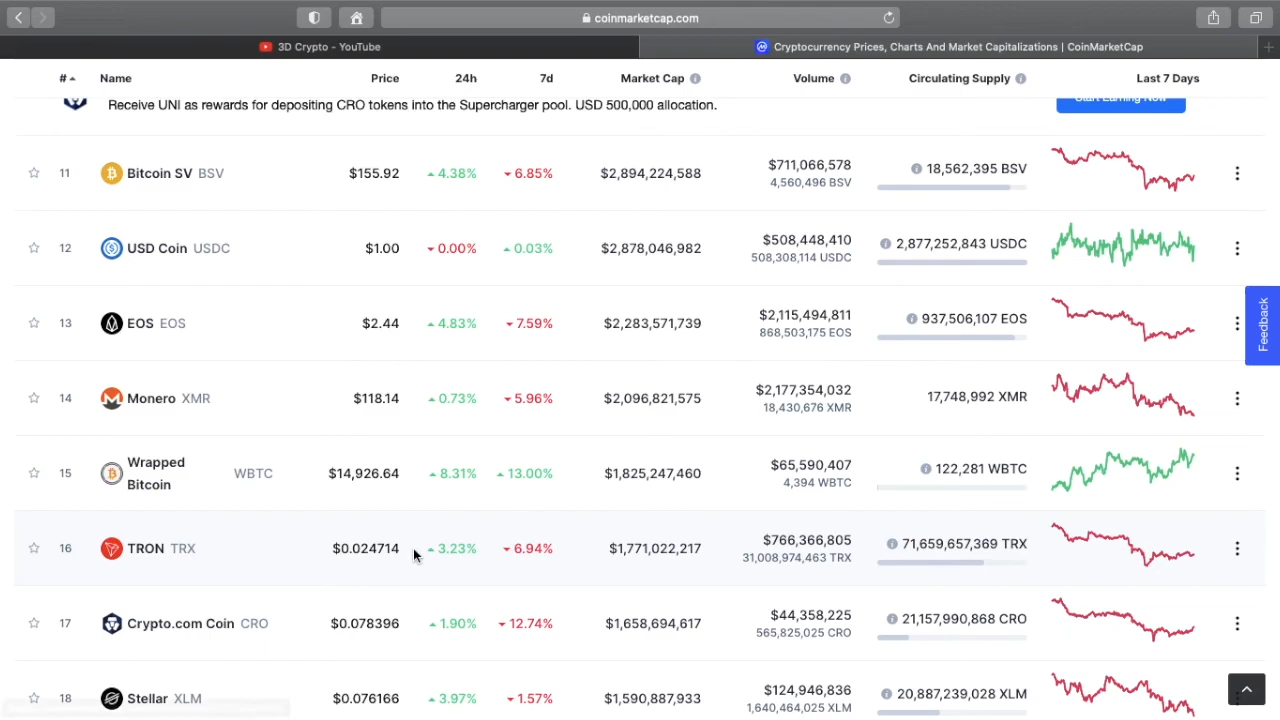 coinmarketcap.com
3D Crypto - YouTube
Cryptocurrency Prices, Charts And Market Capitalizations | CoinMarketCap
# Name Price 24h 7d Market Cap Volume Circulating Supply Last 7 Days
Receive UNI as rewards for depositing CRO tokens into the Supercharger pool. USD 500,000 allocation.
Start Earning Now
11 Bitcoin SV BSV $155.92 4.38% 6.85% $2,894,224,588 $711,066,578 18,562,395 BSV
4,560,496 BSV
12 USD Coin USDC $1.00 0.00% 0.03% $2,878,046,982 $508,448,410 2,877,252,843 USDC
508,308,114 USDC
13 EOS EOS $2.44 4.83% 7.59% $2,283,571,739 $2,115,494,811 937,506,107 EOS
868,503,175 EOS
Feedback
14 Monero XMR $118.14 0.73% 5.96% $2,096,821,575 $2,177,354,032 17,748,992 XMR
18,430,676 XMR
15 Wrapped Bitcoin WBTC $14,926.64 8.31% 13.00% $1,825,247,460 $65,590,407 122,281 WBTC
4,394 WBTC
16 TRON TRX $0.024714 3.23% 6.94% $1,771,022,217 $766,366,805 71,659,657,369 TRX
31,008,974,463 TRX
17 Crypto.com Coin CRO $0.078396 1.90% 12.74% $1,658,694,617 $44,358,225 21,157,990,868 CRO
565,825,025 CRO
18 Stellar XLM $0.076166 3.97% 1.57% $1,590,887,933 $124,946,836 20,887,239,028 XLM
1,640,464,025 XLM